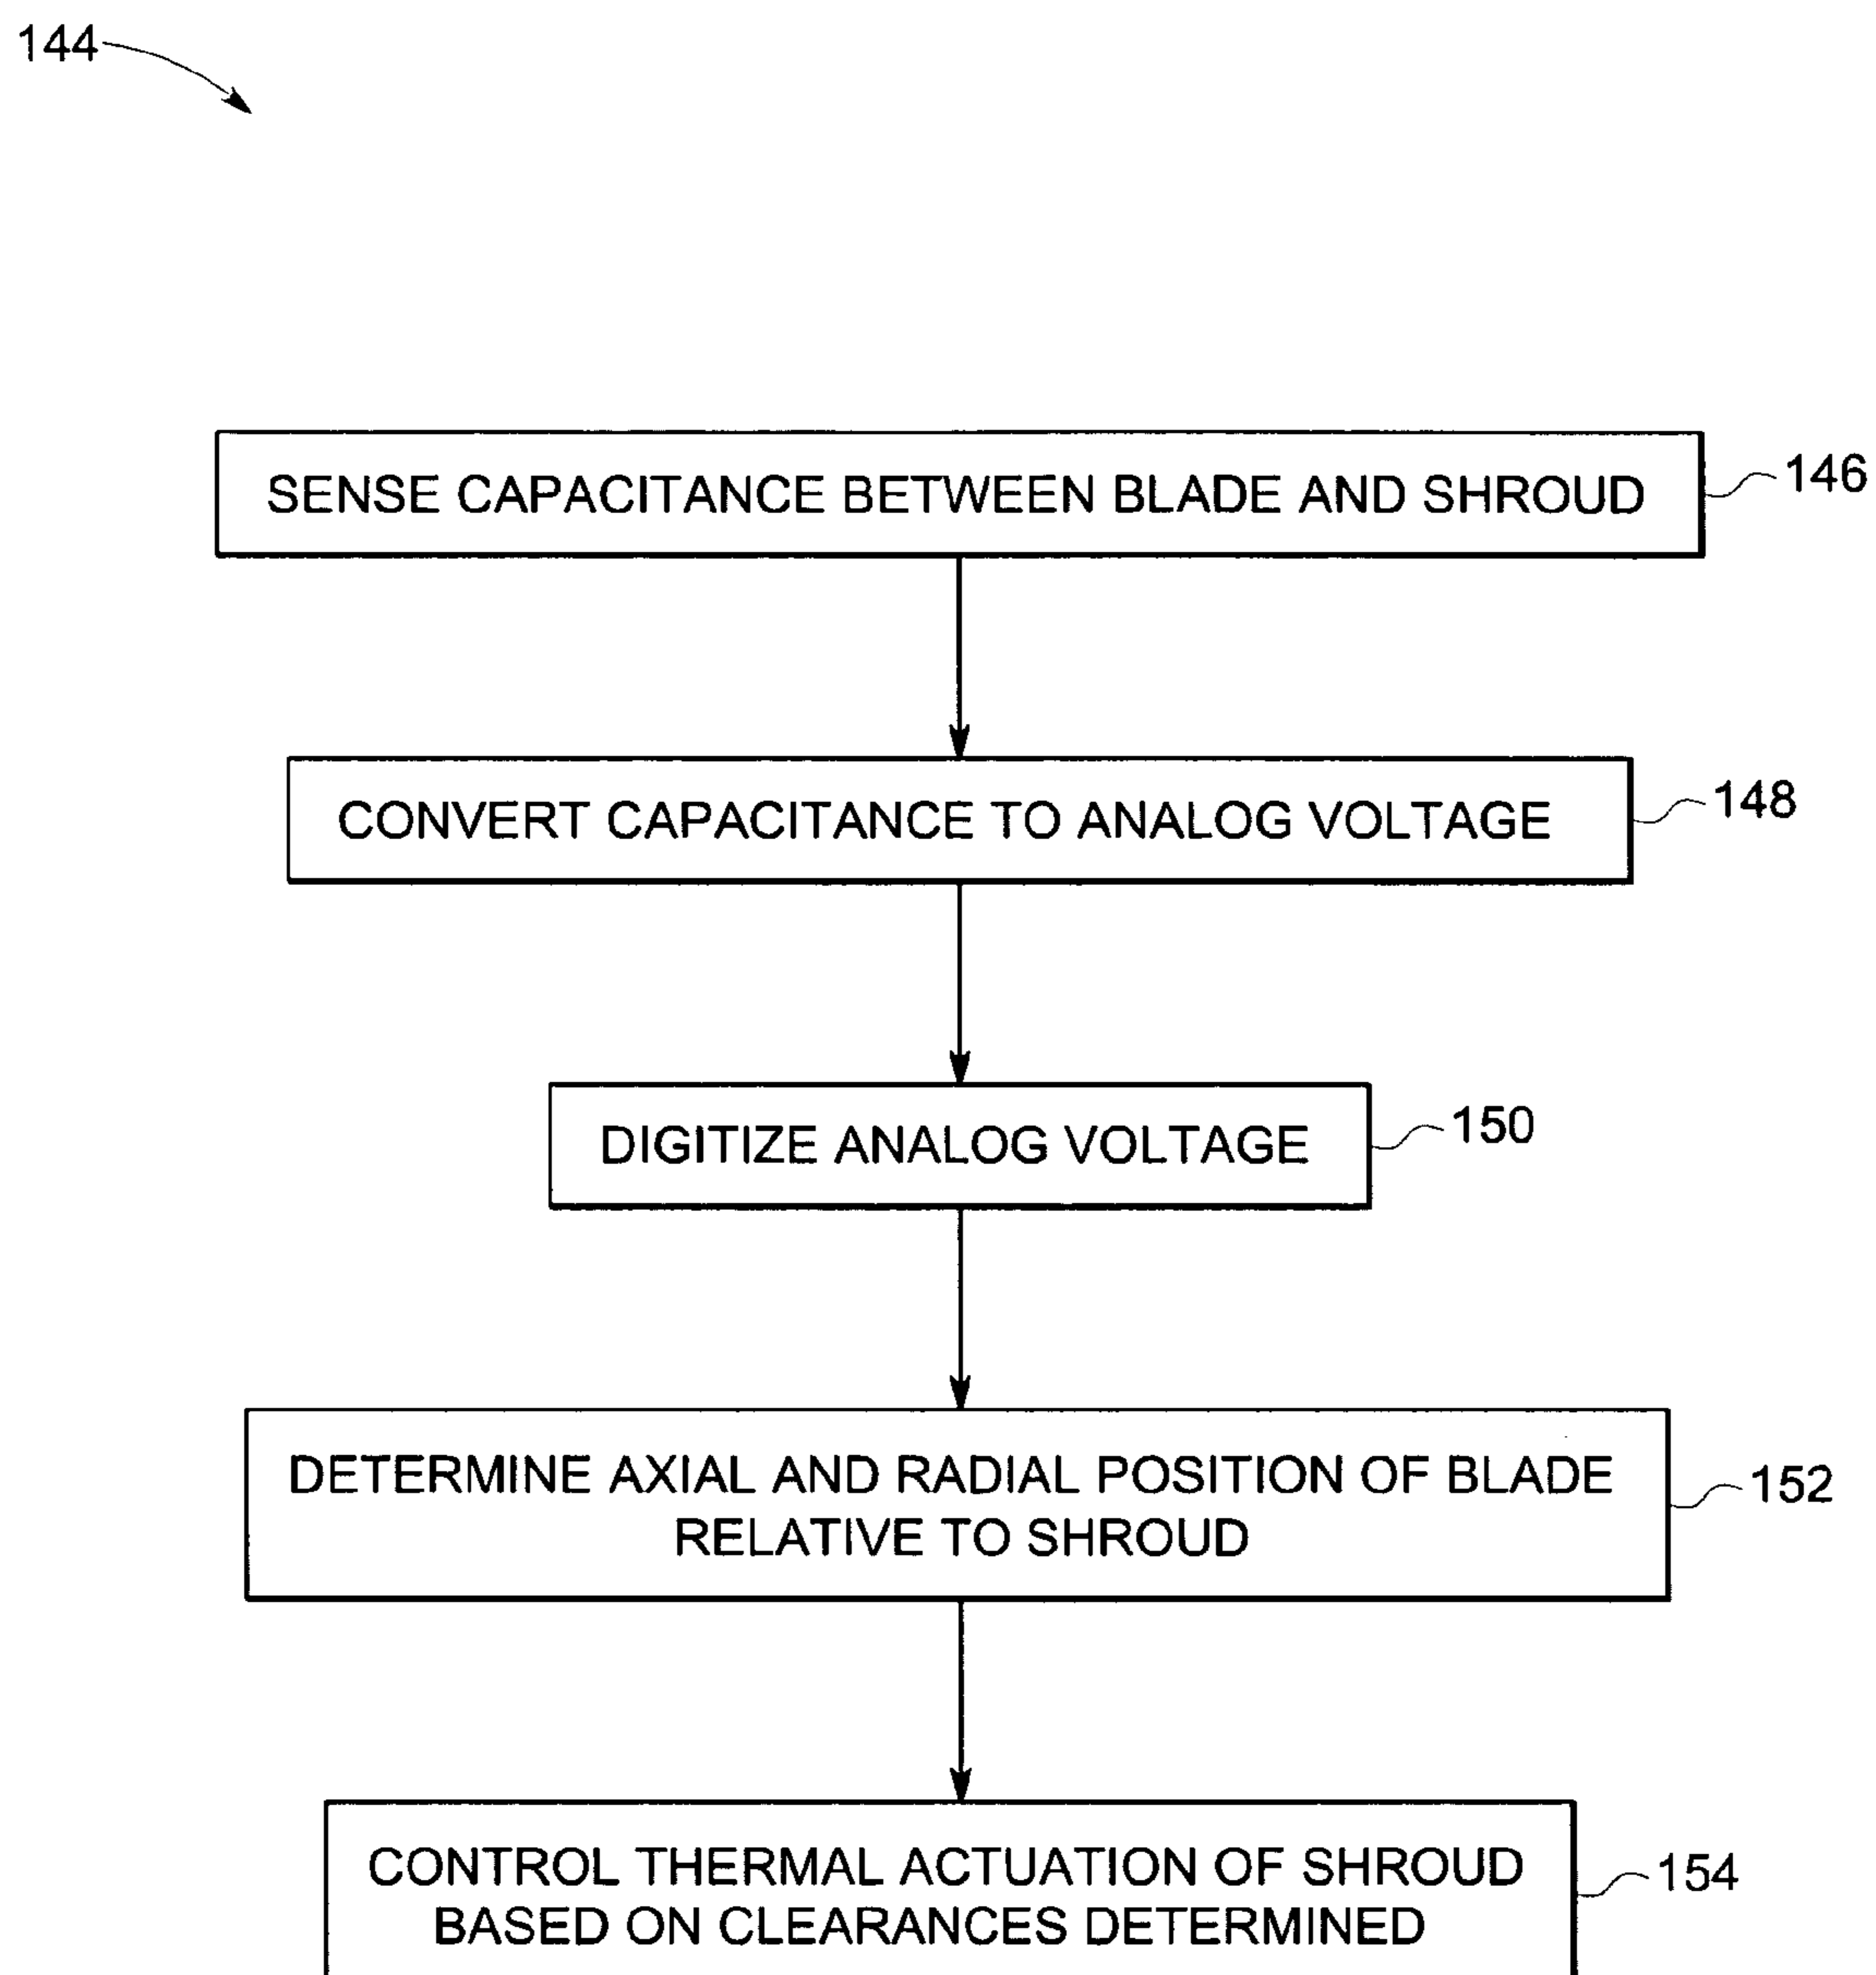 144
SENSE CAPACITANCE BETWEEN BLADE AND SHROUD
146
CONVERT CAPACITANCE TO ANALOG VOLTAGE
148
DIGITIZE ANALOG VOLTAGE
150
DETERMINE AXIAL AND RADIAL POSITION OF BLADE
RELATIVE TO SHROUD
152
CONTROL THERMAL ACTUATION OF SHROUD
BASED ON CLEARANCES DETERMINED
154